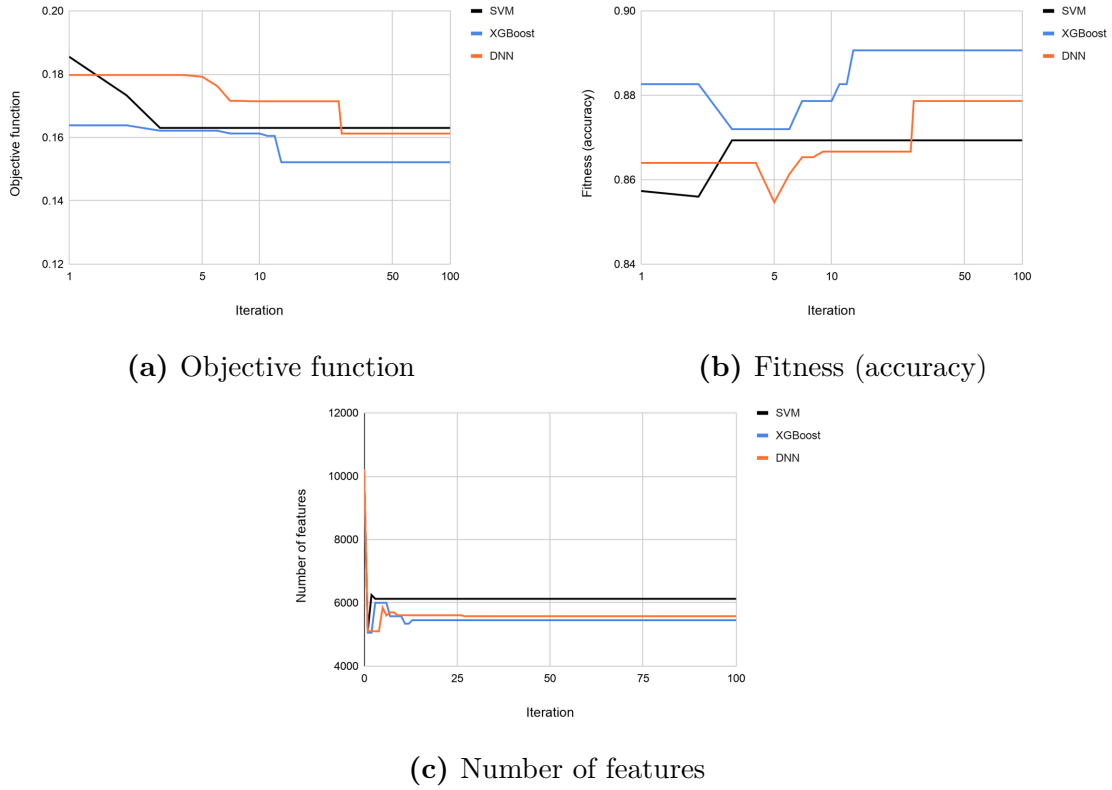 0.20
0.18
0.16
0.14
0.12
Objective function
1
5
10
50
100
Iteration
SVM
XGBoost
DNN
(a) Objective function
0.90
0.88
0.86
0.84
Fitness (accuracy)
1
5
10
50
100
Iteration
SVM
XGBoost
DNN
(b) Fitness (accuracy)
12000
10000
8000
6000
4000
Number of features
0
25
50
75
100
Iteration
SVM
XGBoost
DNN
(c) Number of features